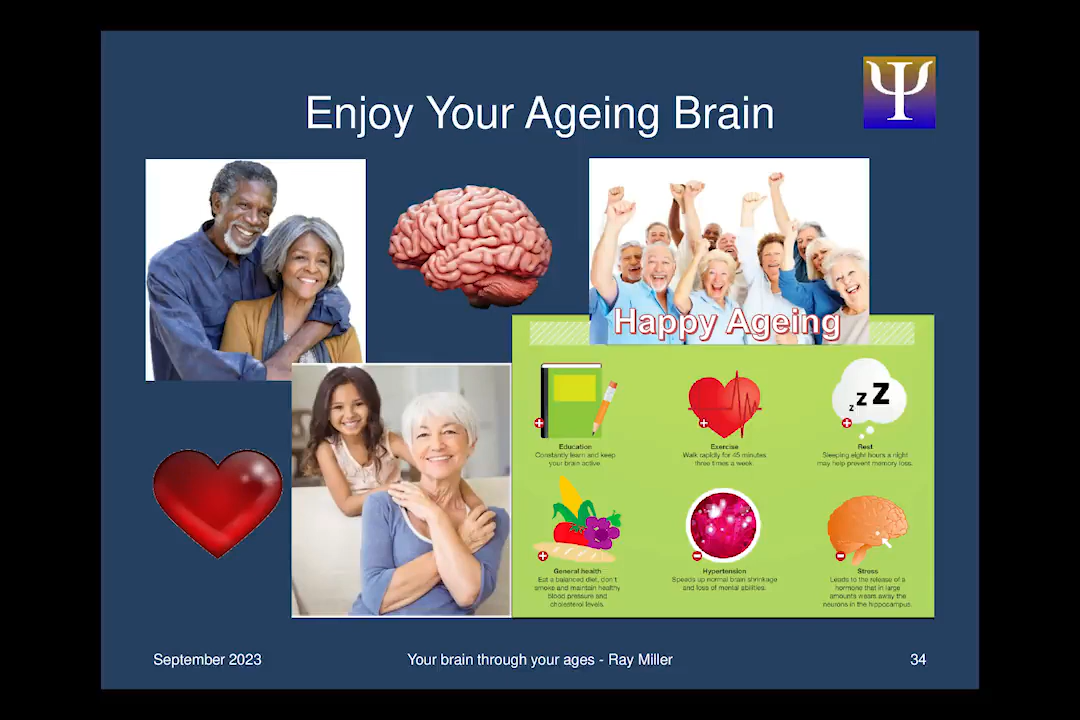 Ψ
Enjoy Your Ageing Brain
Happy Ageing
Education
Constantly learn and keep
your brain active.
Exercise
Walk rapidly for 45 minutes
three times a week.
z z Z
Rest
Sleeping eight hours a night
may help prevent memory loss.
General health
Eat a balanced diet, don't
smoke and maintain healthy
blood pressure and
cholesterol levels.
Hypertension
Speeds up normal brain shrinkage
and loss of mental abilities.
Stress
Leads to the release of a
hormone that in large
amounts wears away the
neurons in the hippocampus.
September 2023
Your brain through your ages - Ray Miller
34